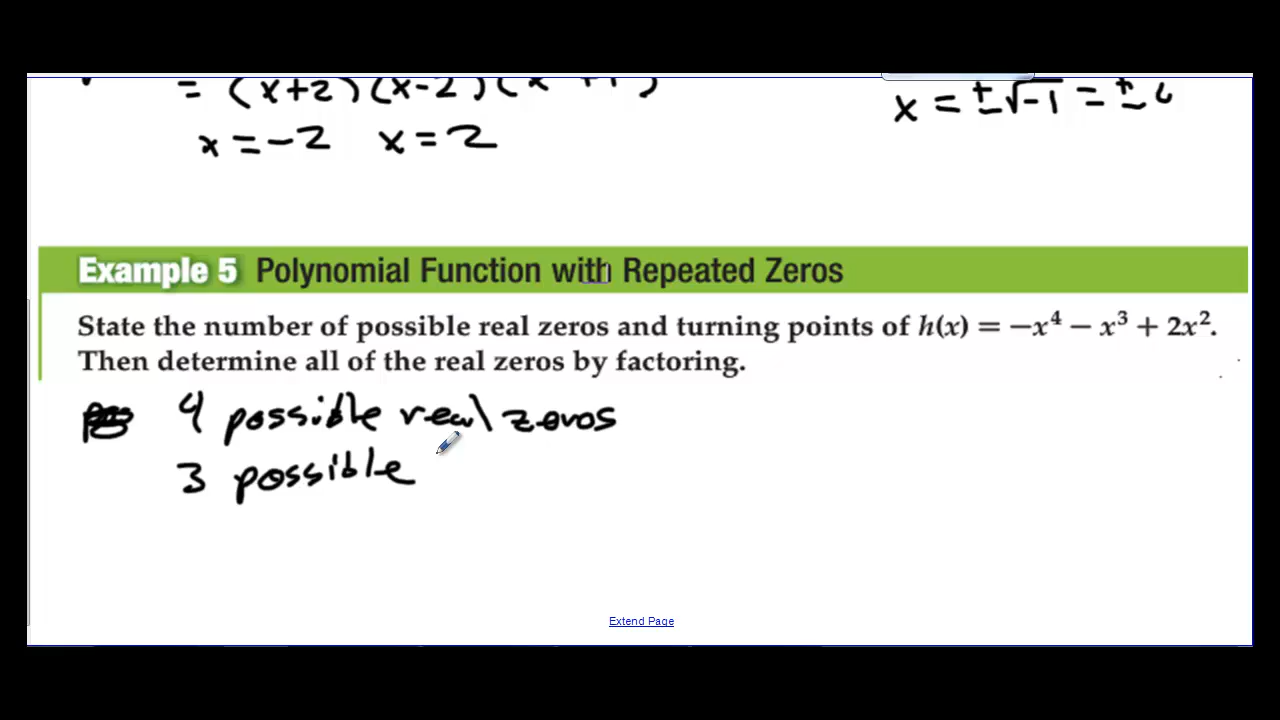 = (x+2)(x-2)(x
x = ±√-1 = ±
x = -2 x = 2
Example 5 Polynomial Function with Repeated Zeros
State the number of possible real zeros and turning points of h(x) = −x⁴ − x³ + 2x².
Then determine all of the real zeros by factoring.
4 possible real zeros
3 possible
Extend Page